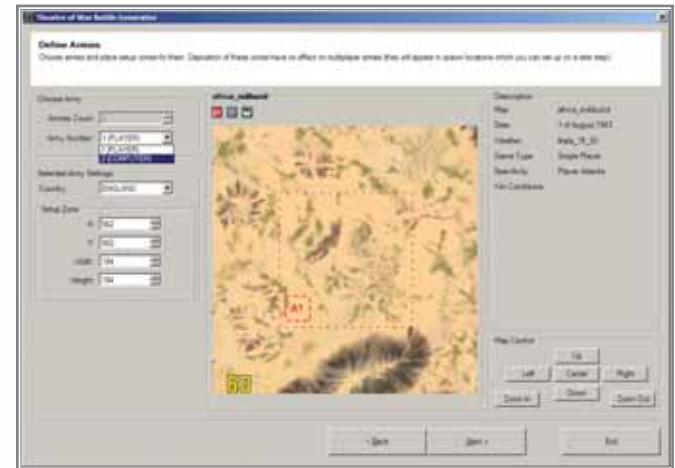 Theatre of War Battle Generator
Define Armies
Choose armies and place setup zones for them. Disposition of these zones have no effect on multiplayer armies (they will appear in spawn locations which you can set up on a later step).
Choose Army
Armies Count
Army Number 1 (PLAYER)
1 (PLAYER)
2 (COMPUTER)
Selected Army Settings
Country ENGLAND
Setup Zone
X
Y
Width
Height
A1
Description
Map
Date 1 of August 1943
Weather
Game Type Single Player
Specificity Player Attacks
Win Conditions
Map Control
Up
Left Center Right
Zoom In Down Zoom Out
< Back Next > Exit